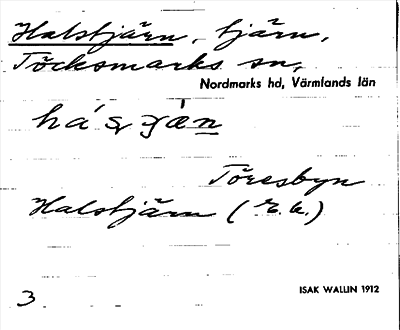 Halstjärn, tjärn,
Töcksmarks sn,
Nordmarks hd, Värmlands län
Töresbyn
Halstjärn (r. k.)
3
ISAK WALLIN 1912